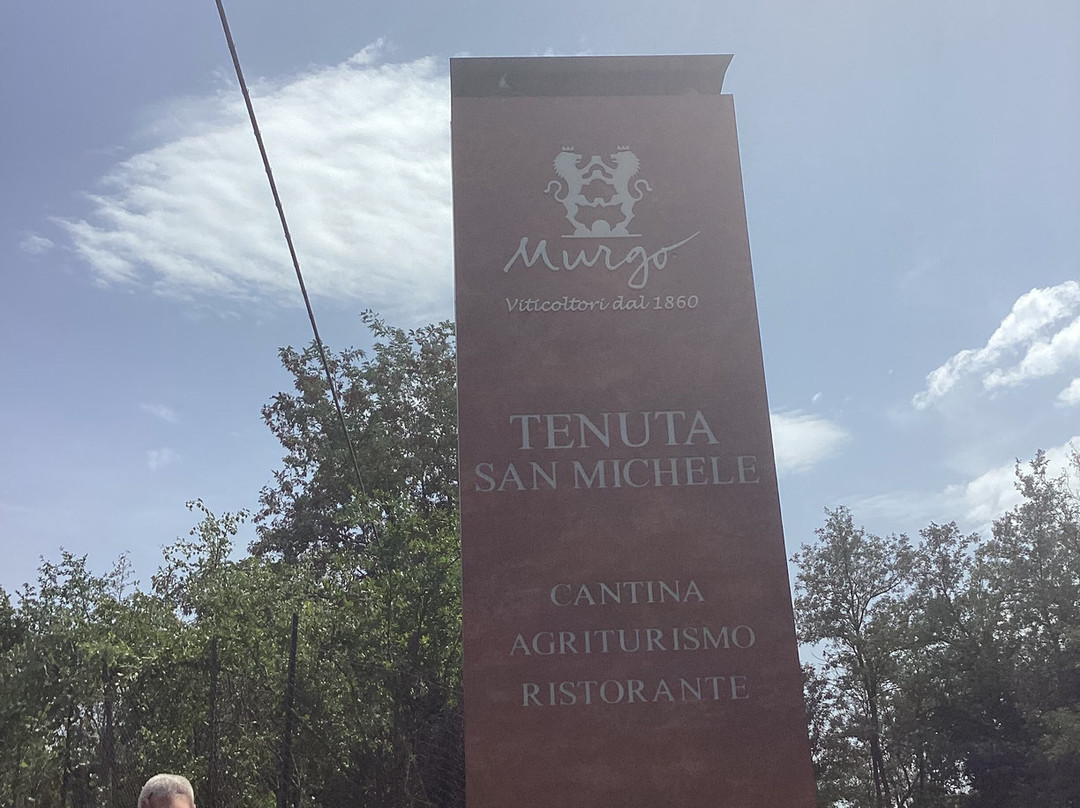 Murgo
Viticoltori dal 1860
TENUTA
SAN MICHELE
CANTINA
AGRITURISMO
RISTORANTE